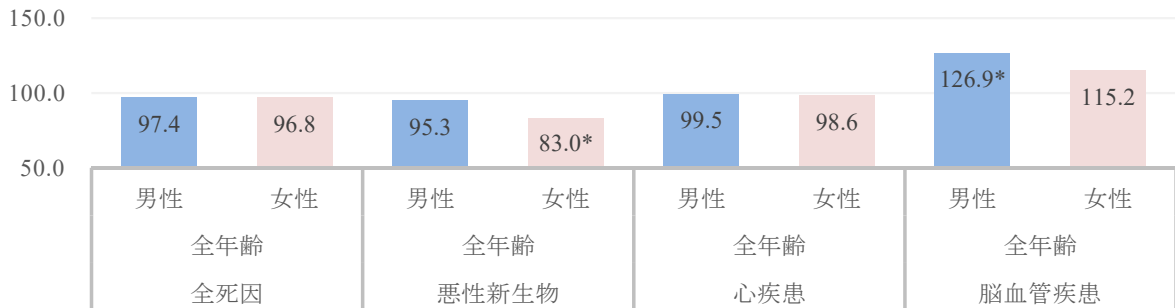 150.0
100.0
50.0
97.4 96.8 95.3 83.0* 99.5 98.6 126.9* 115.2
男性 女性 男性 女性 男性 女性 男性 女性
全年齢 全年齢 全年齢 全年齢
全死因 悪性新生物 心疾患 脳血管疾患